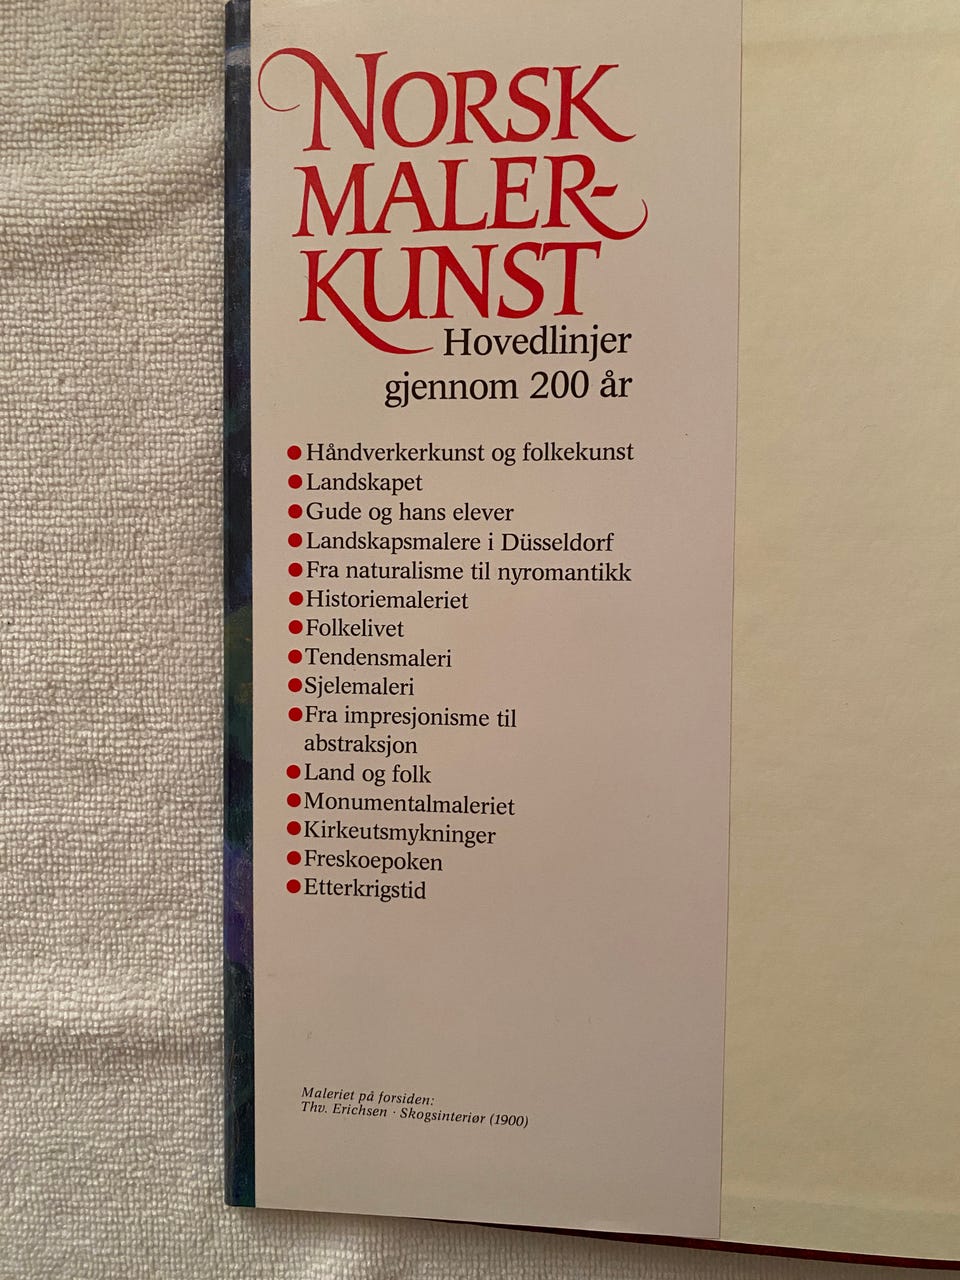 NORSK
MALER-
KUNST
Hovedlinjer
gjennom 200 år
● Håndverkerkunst og folkekunst
● Landskapet
● Gude og hans elever
● Landskapsmalere i Düsseldorf
● Fra naturalisme til nyromantikk
● Historiemaleriet
● Folkelivet
● Tendensmaleri
● Sjelemaleri
● Fra impresjonisme til
abstraksjon
● Land og folk
● Monumentalmaleriet
● Kirkeutsmykninger
● Freskoepoken
● Etterkrigstid
Maleriet på forsiden:
Thv. Erichsen · Skogsinteriør (1900)